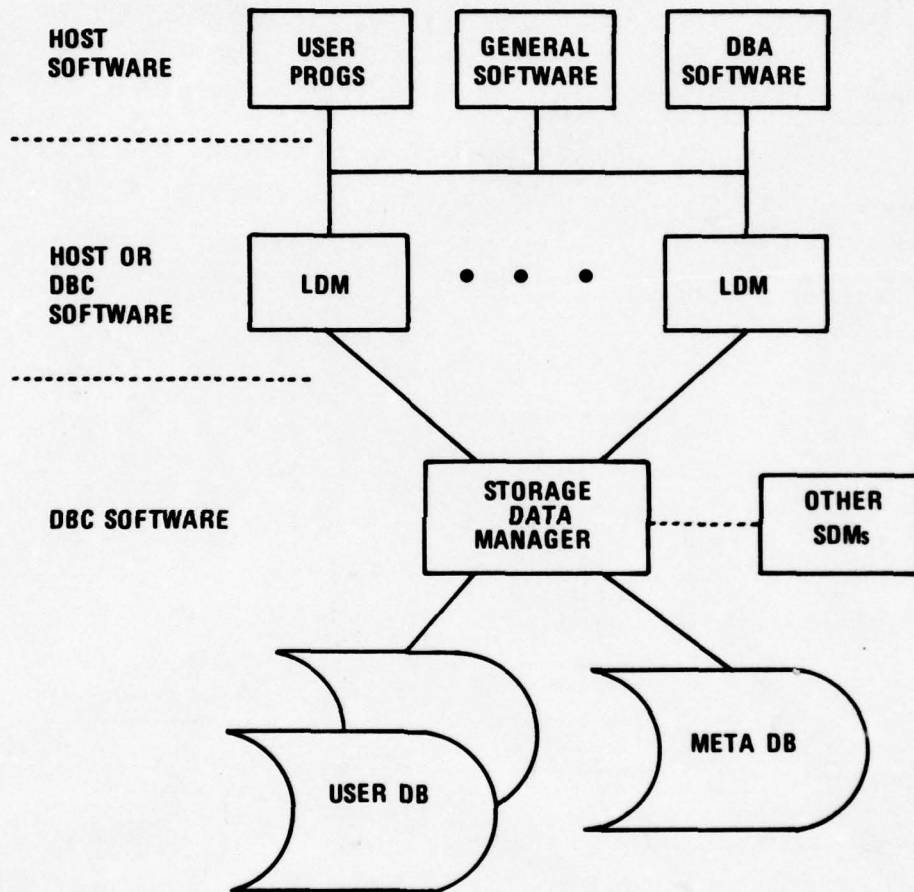 HOST
SOFTWARE
USER
PROGS
GENERAL
SOFTWARE
DBA
SOFTWARE
HOST OR
DBC
SOFTWARE
LDM
LDM
DBC SOFTWARE
STORAGE
DATA
MANAGER
OTHER
SDMs
USER DB
META DB